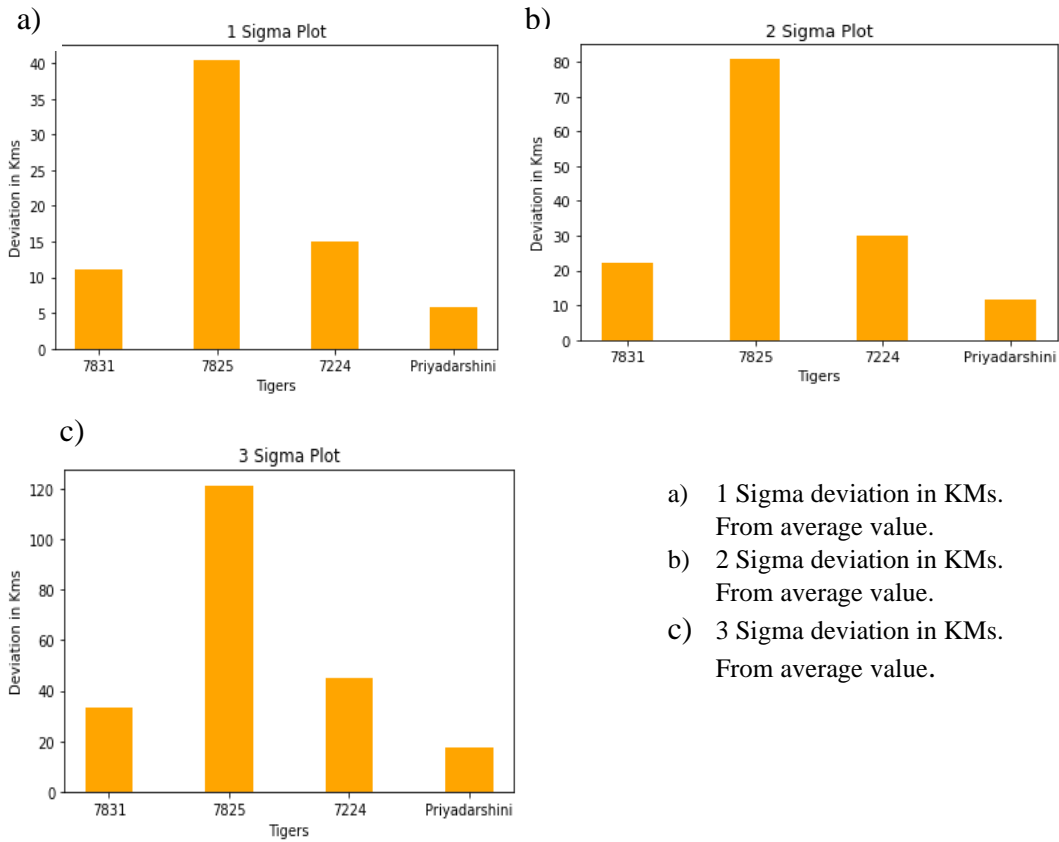 a)
1 Sigma Plot
Deviation in Kms
40
35
30
25
20
15
10
5
0
7831 7825 7224 Priyadarshini
Tigers
b)
2 Sigma Plot
Deviation in Kms
80
70
60
50
40
30
20
10
0
7831 7825 7224 Priyadarshini
Tigers
c)
3 Sigma Plot
Deviation in Kms
120
100
80
60
40
20
0
7831 7825 7224 Priyadarshini
Tigers
a) 1 Sigma deviation in KMs.
From average value.
b) 2 Sigma deviation in KMs.
From average value.
c) 3 Sigma deviation in KMs.
From average value.